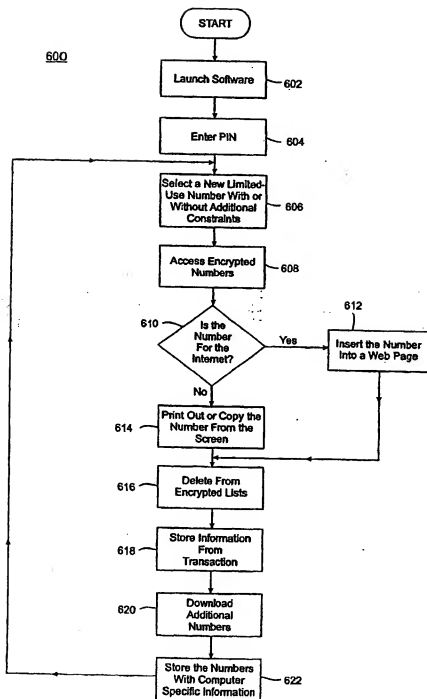 START
600
Launch Software
602
Enter PIN
604
Select a New Limited-
Use Number With or
Without Additional
Constraints
606
Access Encrypted
Numbers
608
610
Is the
Number
For the
Internet?
Yes
612
Insert the Number
Into a Web Page
No
614
Print Out or Copy the
Number From the
Screen
616
Delete From
Encrypted Lists
618
Store Information
From
Transaction
620
Download
Additional
Numbers
Store the Numbers
With Computer
Specific Information
622